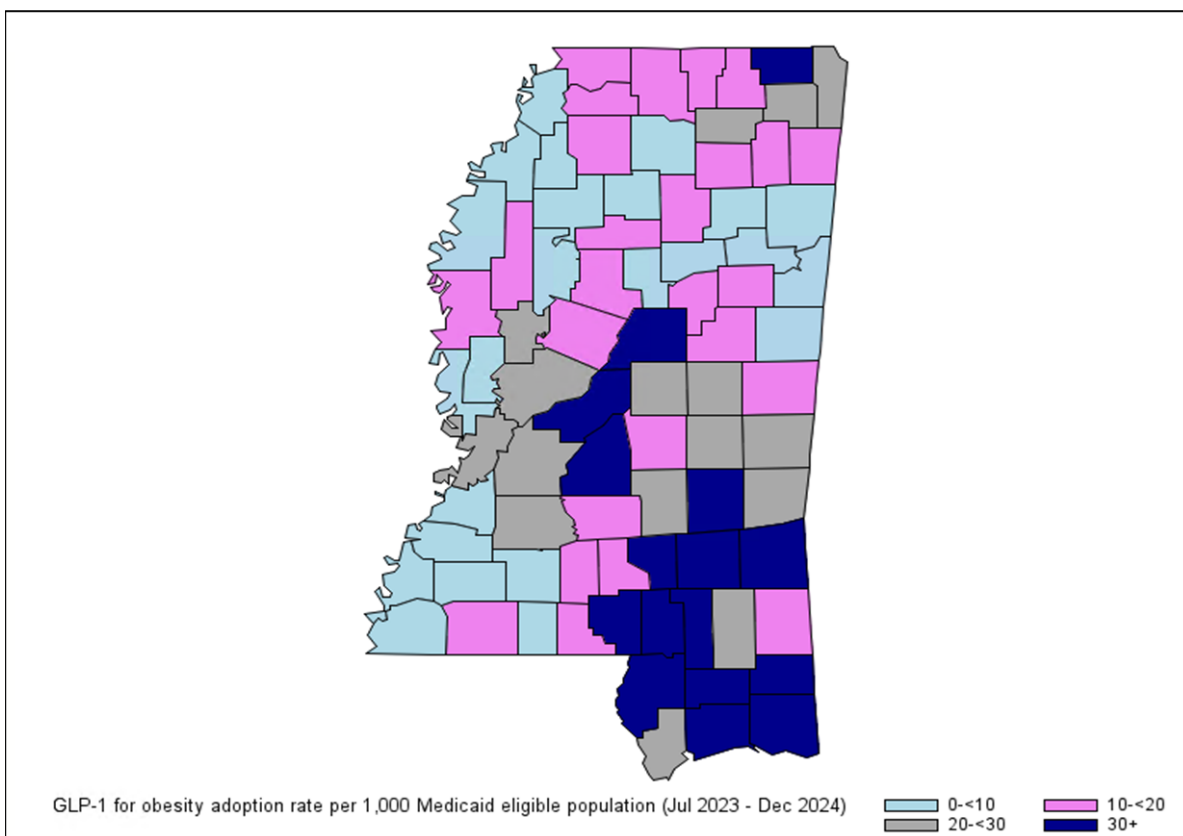 GLP-1 for obesity adoption rate per 1,000 Medicaid eligible population (Jul 2023 - Dec 2024)
0-<10
10-<20
20-<30
30+